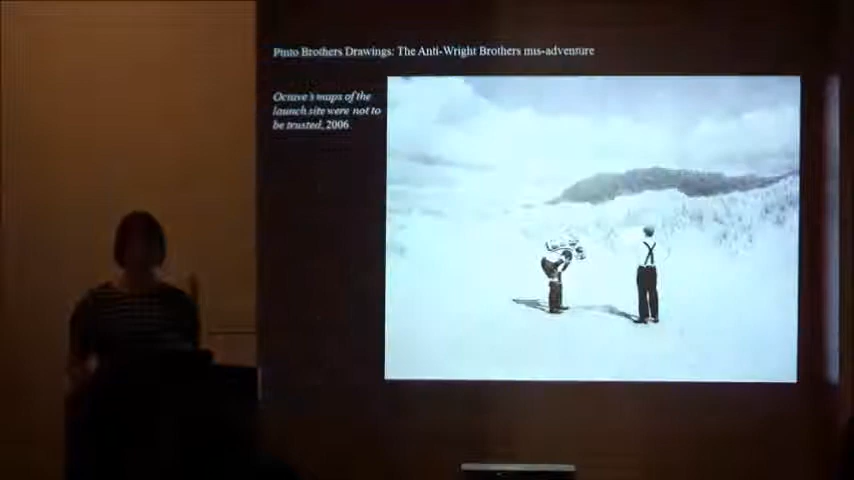 Pinto Brothers Drawings: The Anti-Wright Brothers mis-adventure
Octave's maps of the
launch site were not to
be trusted, 2006